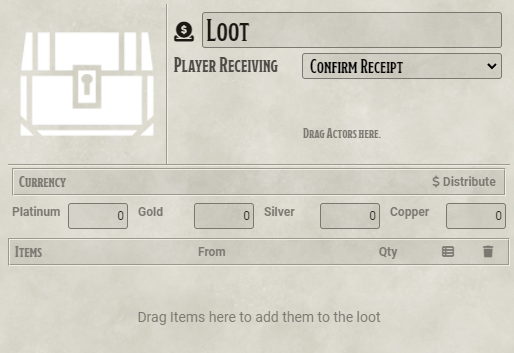 Loot
Player Receiving Confirm Receipt
Drag Actors here.
Currency $ Distribute
Platinum 0 Gold 0 Silver 0 Copper 0
Items From Qty
Drag Items here to add them to the loot